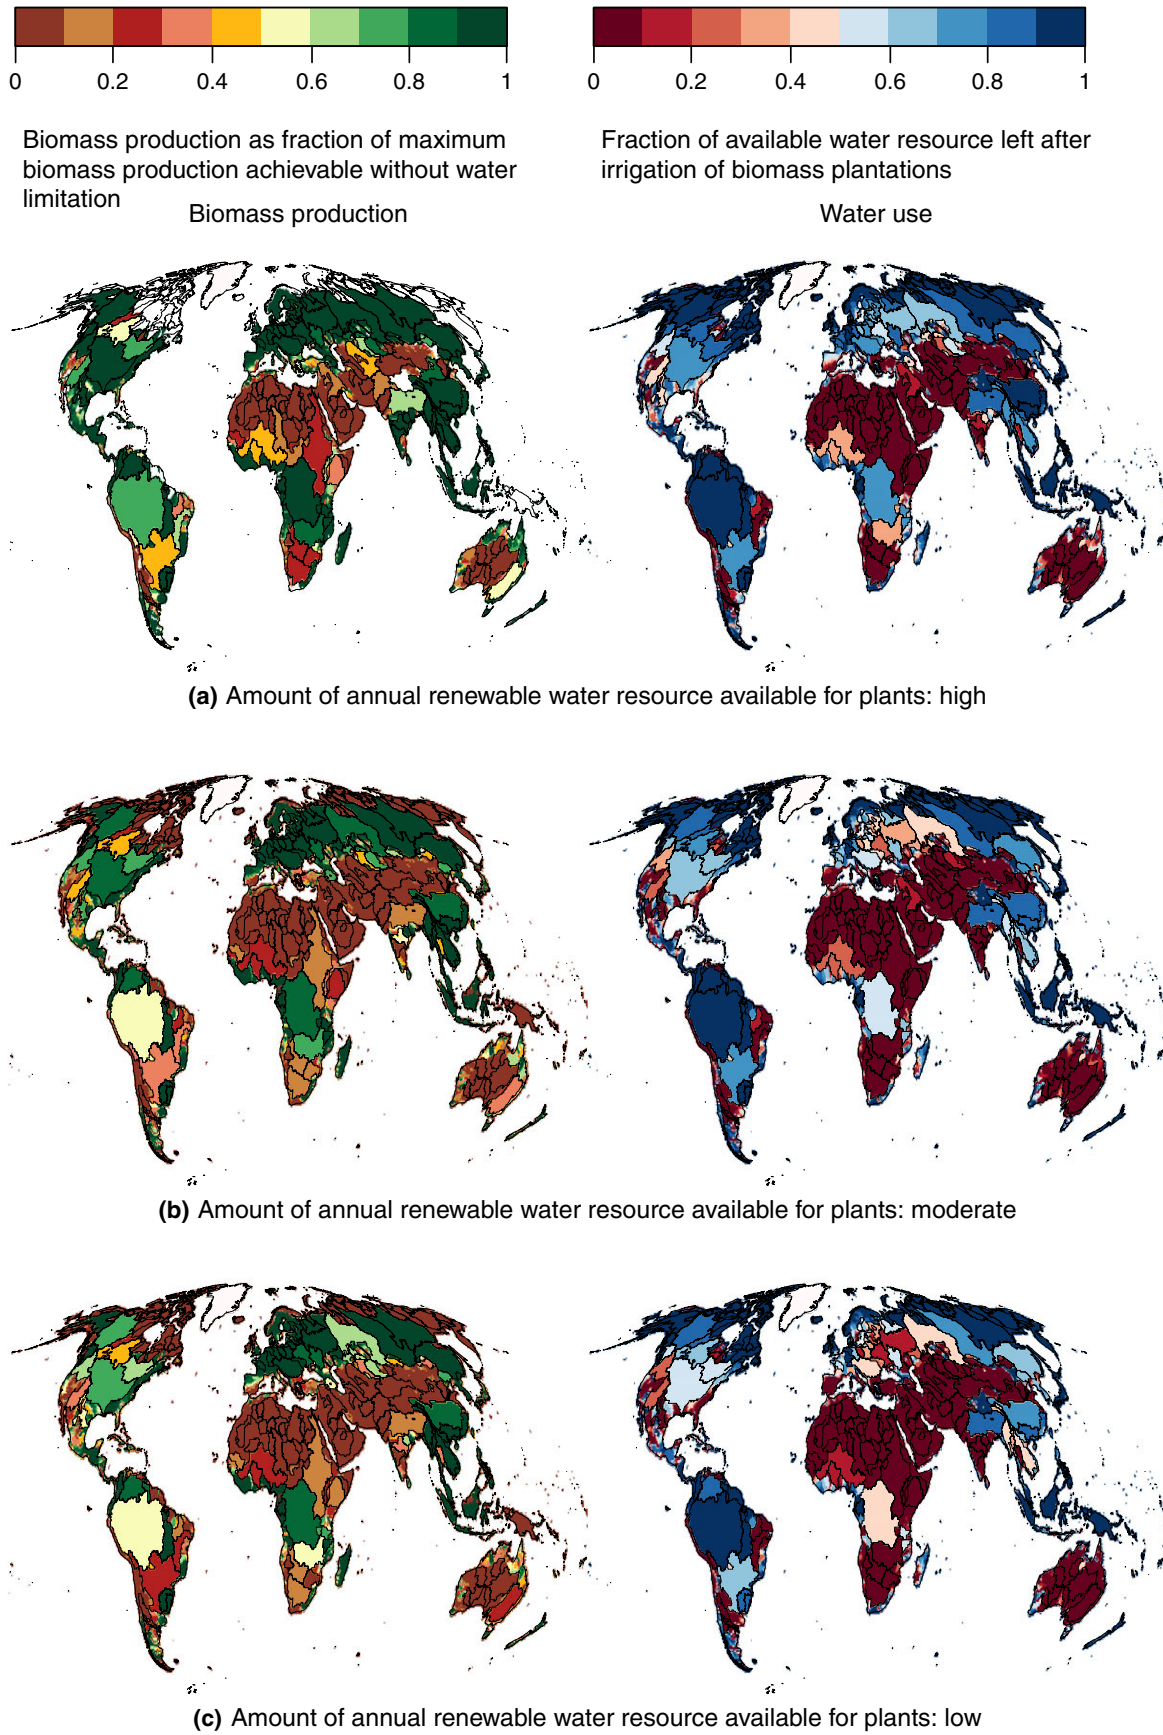 0 0.2 0.4 0.6 0.8 1
0 0.2 0.4 0.6 0.8 1
Biomass production as fraction of maximum
biomass production achievable without water
limitation
Fraction of available water resource left after
irrigation of biomass plantations
Biomass production
Water use
(a) Amount of annual renewable water resource available for plants: high
(b) Amount of annual renewable water resource available for plants: moderate
(c) Amount of annual renewable water resource available for plants: low